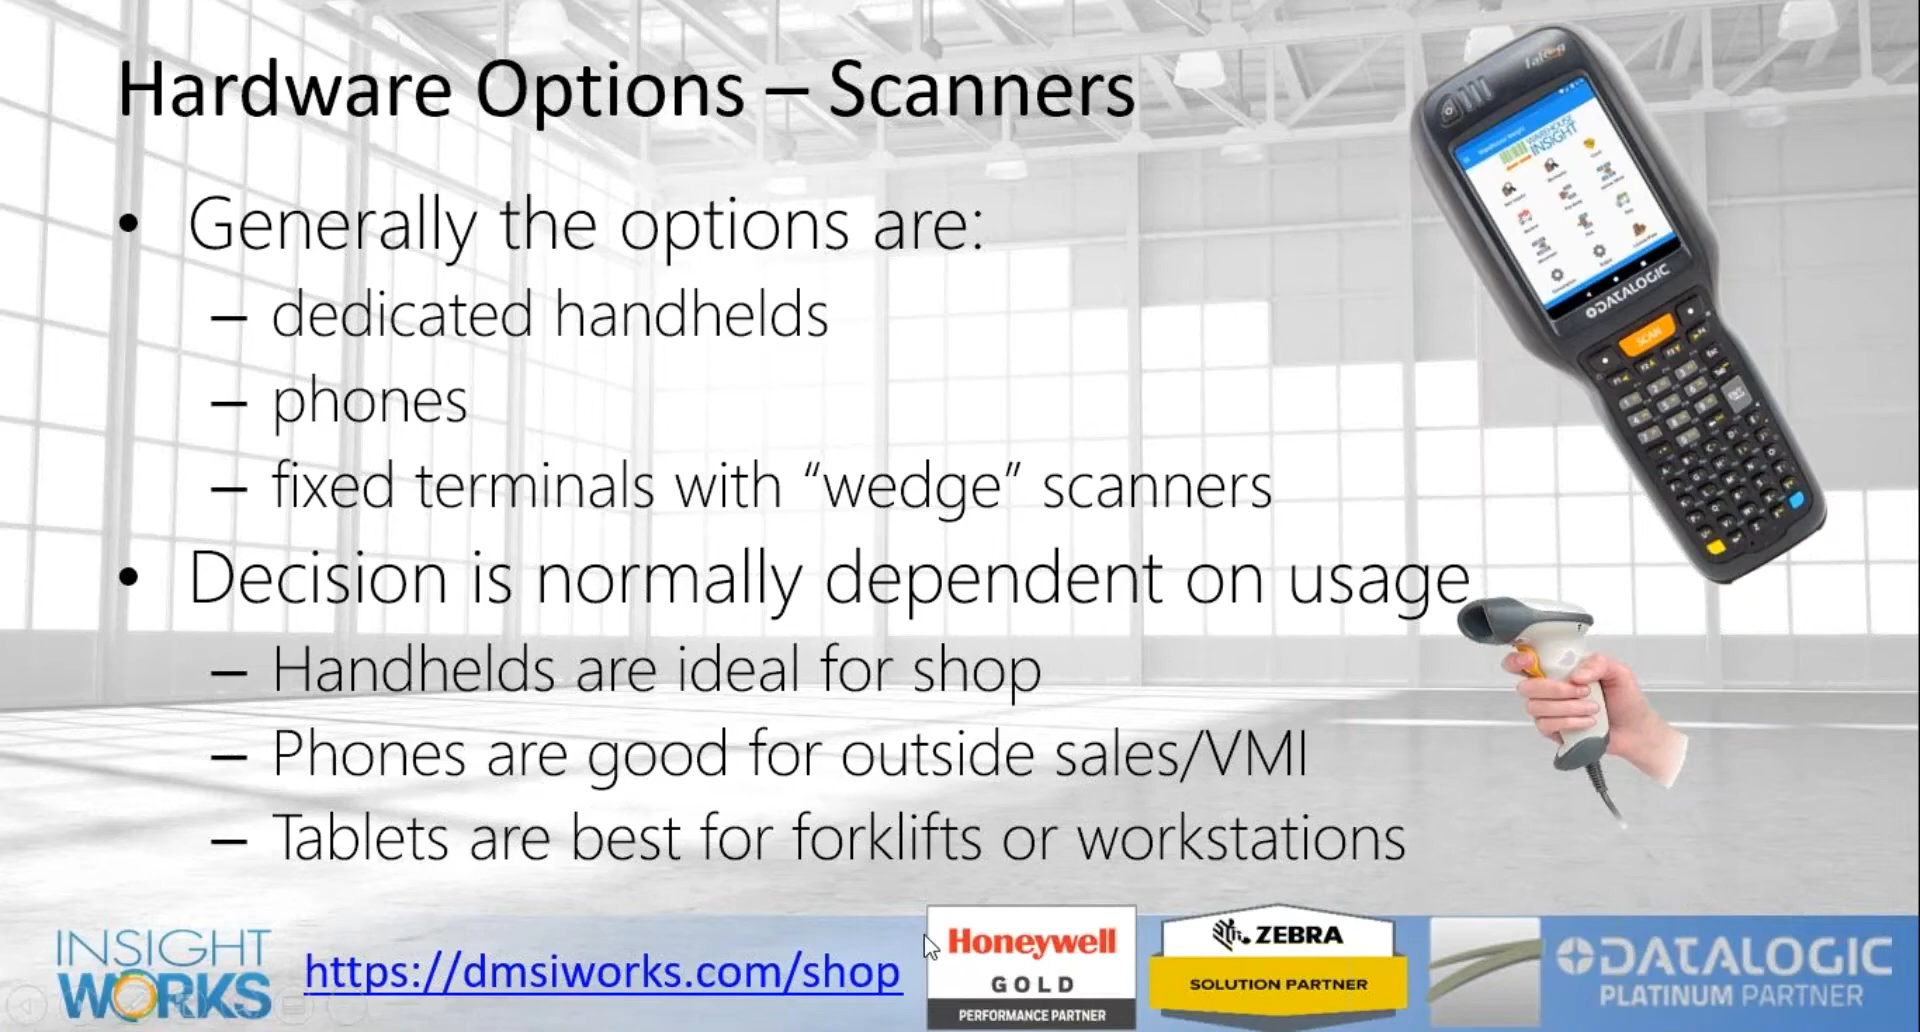 Hardware Options – Scanners
• Generally the options are:
– dedicated handhelds
– phones
– fixed terminals with “wedge” scanners
• Decision is normally dependent on usage
– Handhelds are ideal for shop
– Phones are good for outside sales/VMI
– Tablets are best for forklifts or workstations
WAREHOUSE
INSIGHT
DATALOGIC
SCAN
INSIGHT
WORKS
https://dmsiworks.com/shop
Honeywell
GOLD
PERFORMANCE PARTNER
ZEBRA
SOLUTION PARTNER
DATALOGIC
PLATINUM PARTNER